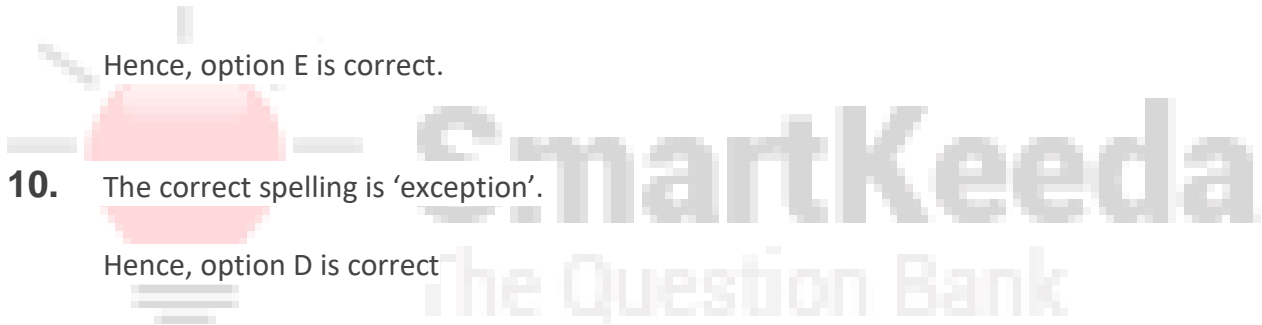 Hence, option E is correct.
SmartKeeda
10. The correct spelling is ‘exception’.
The Question Bank
Hence, option D is correct